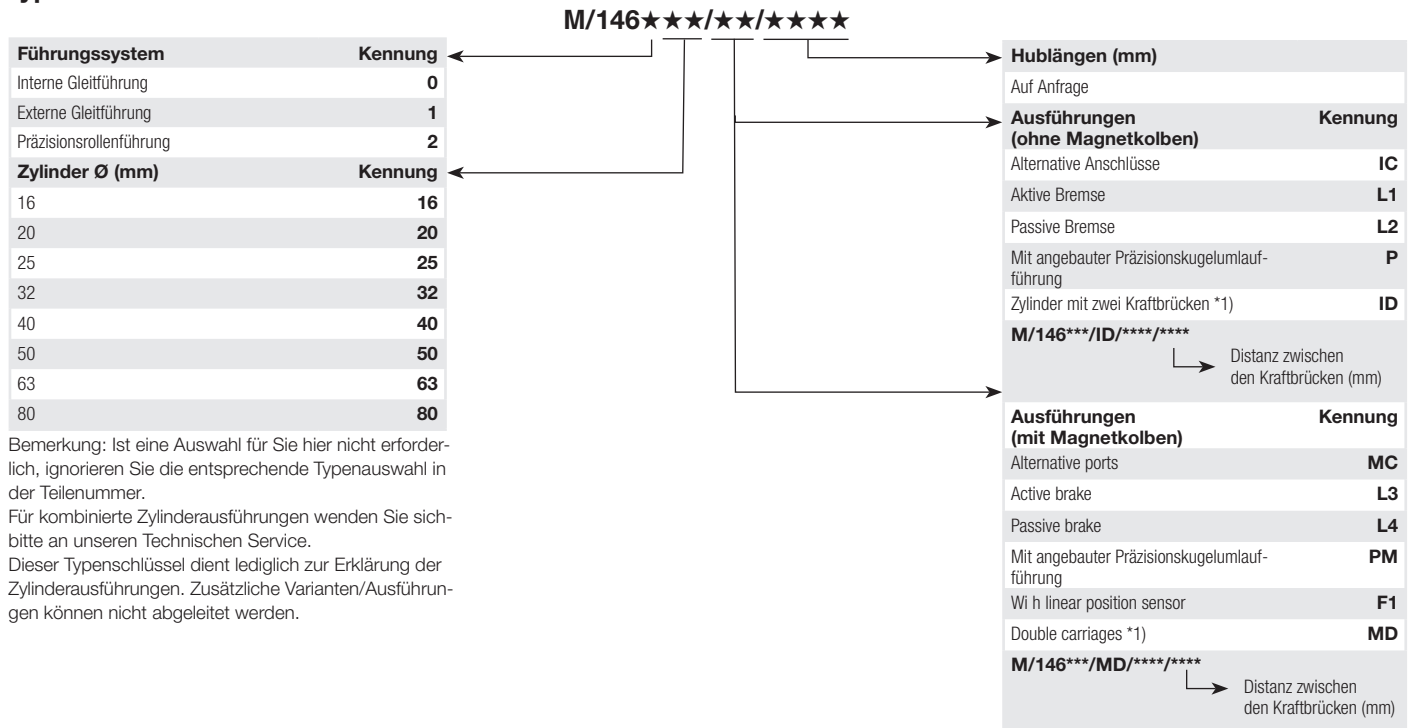 M/146★★★/★★/★★★★
Führungssystem Kennung
Interne Gleitführung 0
Externe Gleitführung 1
Präzisionsrollenführung 2
Zylinder Ø (mm) Kennung
16 16
20 20
25 25
32 32
40 40
50 50
63 63
80 80
Bemerkung: Ist eine Auswahl für Sie hier nicht erforder-
lich, ignorieren Sie die entsprechende Typenauswahl in
der Teilenummer.
Für kombinierte Zylinderausführungen wenden Sie sich-
bitte an unseren Technischen Service.
Dieser Typenschlüssel dient lediglich zur Erklärung der
Zylinderausführungen. Zusätzliche Varianten/Ausführun-
gen können nicht abgeleitet werden.
Hublängen (mm)
Auf Anfrage
Ausführungen Kennung
(ohne Magnetkolben)
Alternative Anschlüsse IC
Aktive Bremse L1
Passive Bremse L2
Mit angebauter Präzisionskugelumlauf- P
führung
Zylinder mit zwei Kraftbrücken *1) ID
M/146***/ID/****/****
Distanz zwischen
den Kraftbrücken (mm)
Ausführungen Kennung
(mit Magnetkolben)
Alternative ports MC
Active brake L3
Passive brake L4
Mit angebauter Präzisionskugelumlauf- PM
führung
Wi h linear position sensor F1
Double carriages *1) MD
M/146***/MD/****/****
Distanz zwischen
den Kraftbrücken (mm)